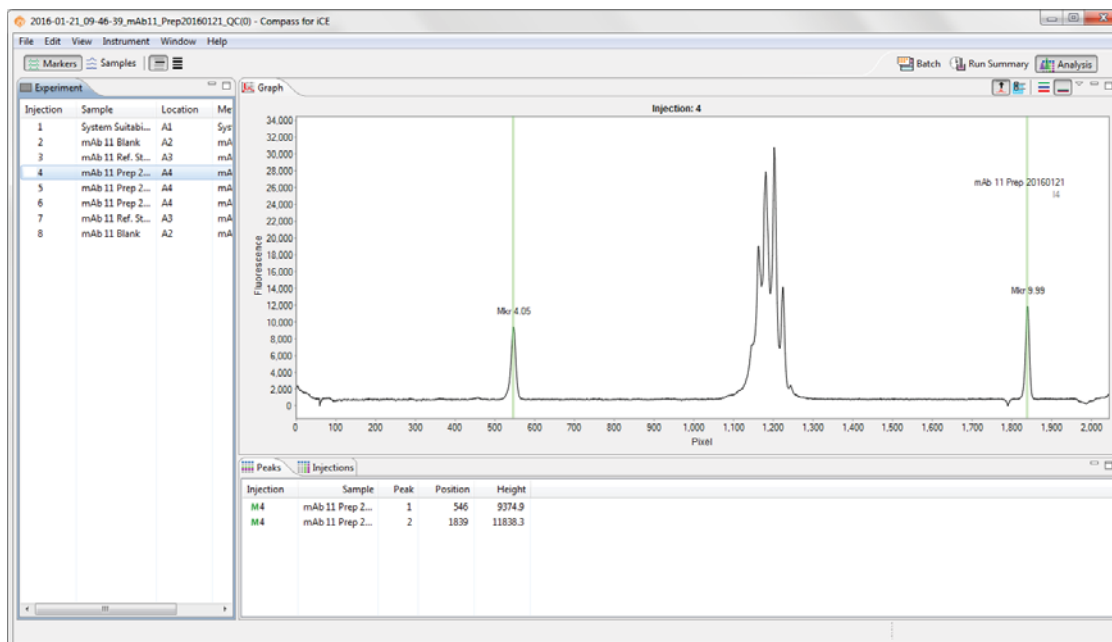 2016-01-21_09-46-39_mAb11_Prep20160121_QC(0) - Compass for iCE
File Edit View Instrument Window Help
Markers Samples Batch Run Summary Analysis
Experiment
Injection Sample Location Me
1 System Suitabi... A1 Sys
2 mAb 11 Blank A2 mA
3 mAb 11 Ref. St... A3 mA
4 mAb 11 Prep 2... A4 mA
5 mAb 11 Prep 2... A4 mA
6 mAb 11 Prep 2... A4 mA
7 mAb 11 Ref. St... A3 mA
8 mAb 11 Blank A2 mA
Graph
Injection: 4
34,000
32,000
30,000
28,000
26,000
24,000
22,000
20,000
18,000
16,000
14,000
12,000
10,000
8,000
6,000
4,000
2,000
0
Fluorescence
mAb 11 Prep 20160121
I4
Mkr 4.05
Mkr 9.99
0 100 200 300 400 500 600 700 800 900 1,000 1,100 1,200 1,300 1,400 1,500 1,600 1,700 1,800 1,900 2,000
Pixel
Peaks Injections
Injection Sample Peak Position Height
M4 mAb 11 Prep 2... 1 546 9374.9
M4 mAb 11 Prep 2... 2 1839 11838.3